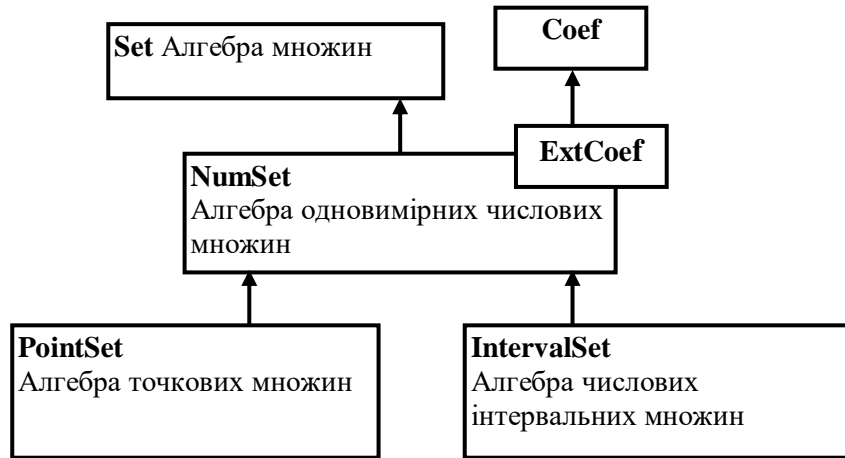 Set Алгебра множин
Coef
ExtCoef
NumSet
Алгебра одновимірних числових
множин
PointSet
Алгебра точкових множин
IntervalSet
Алгебра числових
інтервальних множин